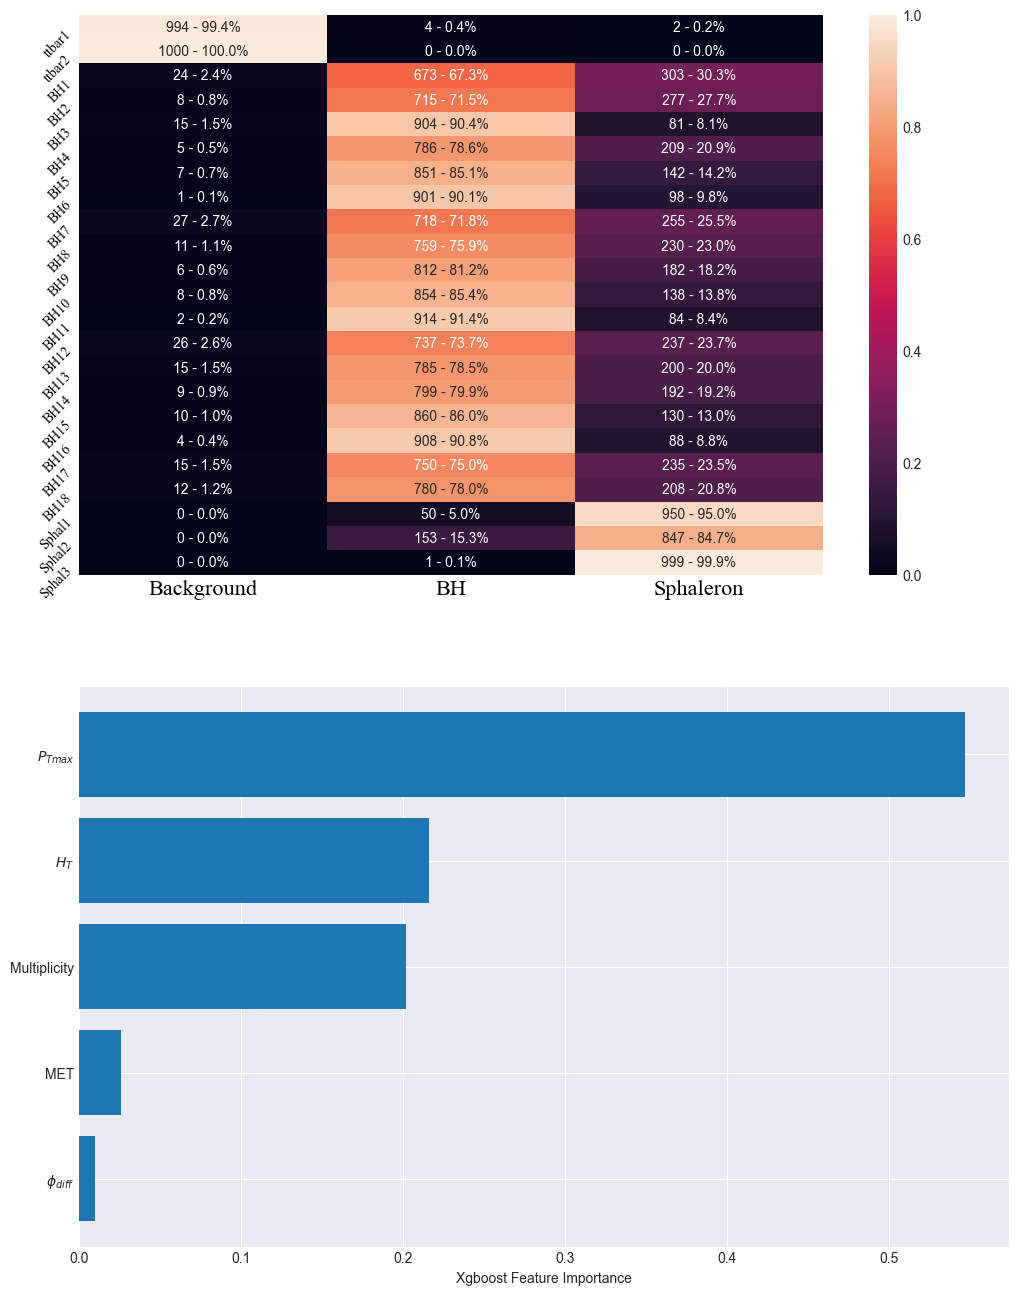 ttbar1 994 - 99.4% 4 - 0.4% 2 - 0.2%
ttbar2 1000 - 100.0% 0 - 0.0% 0 - 0.0%
BH1 24 - 2.4% 673 - 67.3% 303 - 30.3%
BH2 8 - 0.8% 715 - 71.5% 277 - 27.7%
BH3 15 - 1.5% 904 - 90.4% 81 - 8.1%
BH4 5 - 0.5% 786 - 78.6% 209 - 20.9%
BH5 7 - 0.7% 851 - 85.1% 142 - 14.2%
BH6 1 - 0.1% 901 - 90.1% 98 - 9.8%
BH7 27 - 2.7% 718 - 71.8% 255 - 25.5%
BH8 11 - 1.1% 759 - 75.9% 230 - 23.0%
BH9 6 - 0.6% 812 - 81.2% 182 - 18.2%
BH10 8 - 0.8% 854 - 85.4% 138 - 13.8%
BH11 2 - 0.2% 914 - 91.4% 84 - 8.4%
BH12 26 - 2.6% 737 - 73.7% 237 - 23.7%
BH13 15 - 1.5% 785 - 78.5% 200 - 20.0%
BH14 9 - 0.9% 799 - 79.9% 192 - 19.2%
BH15 10 - 1.0% 860 - 86.0% 130 - 13.0%
BH16 4 - 0.4% 908 - 90.8% 88 - 8.8%
BH17 15 - 1.5% 750 - 75.0% 235 - 23.5%
BH18 12 - 1.2% 780 - 78.0% 208 - 20.8%
Sphal1 0 - 0.0% 50 - 5.0% 950 - 95.0%
Sphal2 0 - 0.0% 153 - 15.3% 847 - 84.7%
Sphal3 0 - 0.0% 1 - 0.1% 999 - 99.9%
Background BH Sphaleron
1.0
0.8
0.6
0.4
0.2
0.0
P_{Tmax}
H_T
Multiplicity
MET
ϕ_{diff}
0.0 0.1 0.2 0.3 0.4 0.5
Xgboost Feature Importance